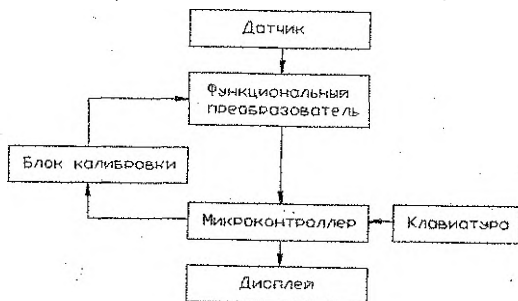 Датчик
Функциональный
преобразователь
Блок калибровки
Микроконтроллер
Клавиатура
Дисплей